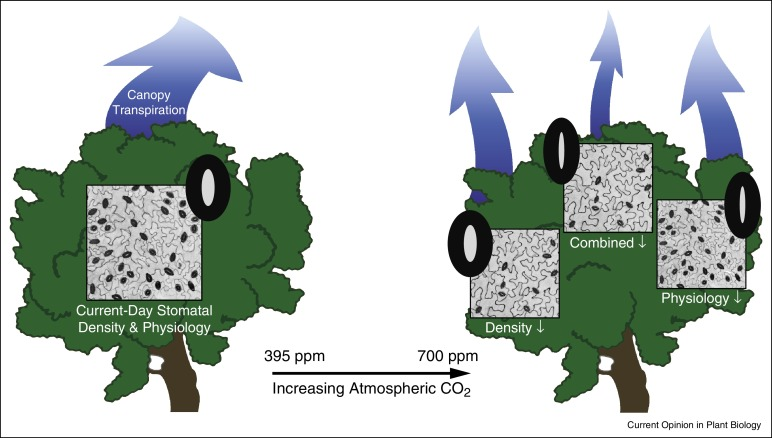 Canopy
Transpiration
Current-Day Stomatal
Density & Physiology
Combined ↓
Density ↓
Physiology ↓
395 ppm
700 ppm
Increasing Atmospheric CO₂
Current Opinion in Plant Biology